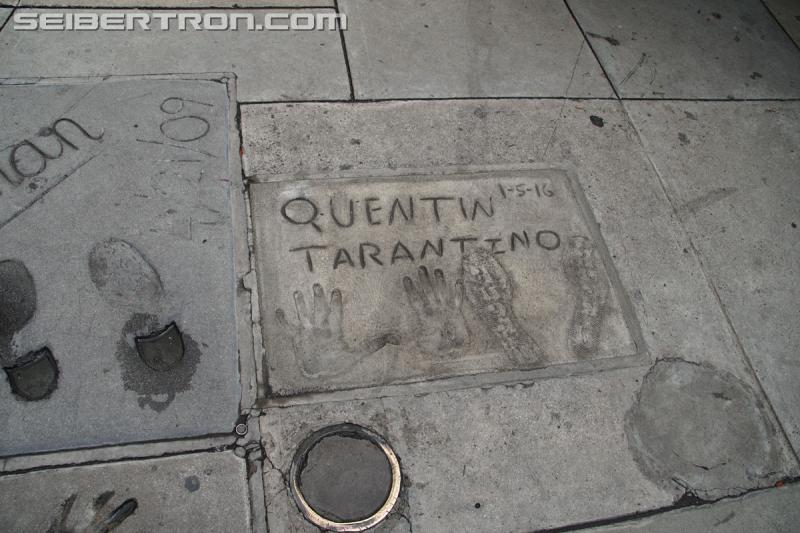 SEIBERTRON.COM
QUENTIN 1-5-16
TARANTINO